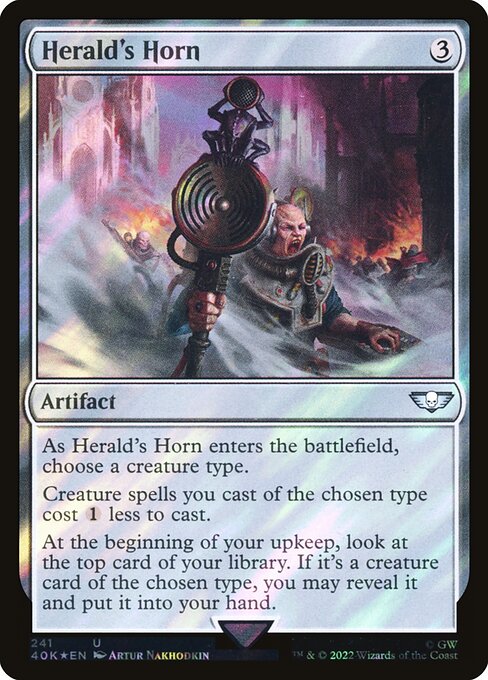 Herald's Horn 3
Artifact
As Herald's Horn enters the battlefield,
choose a creature type.
Creature spells you cast of the chosen type
cost 1 less to cast.
At the beginning of your upkeep, look at
the top card of your library. If it's a creature
card of the chosen type, you may reveal it
and put it into your hand.
241 U © GW
40K★EN Artur Nakhodkin ™ & © 2022 Wizards of the Coast